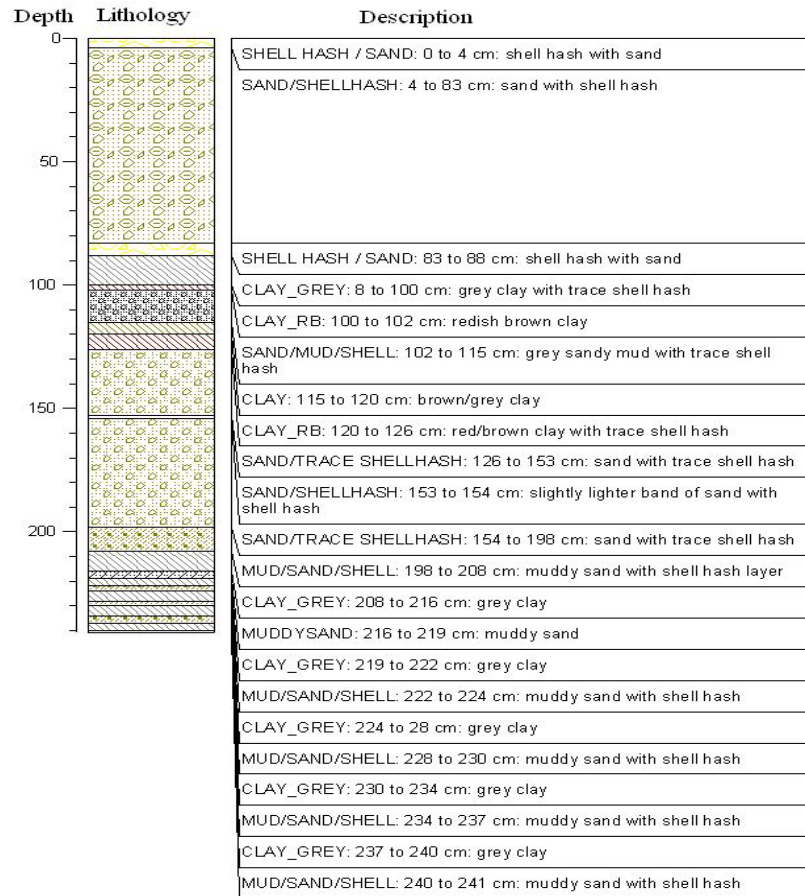 Depth Lithology Description
0
SHELL HASH / SAND: 0 to 4 cm: shell hash with sand
SAND/SHELLHASH: 4 to 83 cm: sand with shell hash
50
SHELL HASH / SAND: 83 to 88 cm: shell hash with sand
100
CLAY_GREY: 8 to 100 cm: grey clay with trace shell hash
CLAY_RB: 100 to 102 cm: redish brown clay
SAND/MUD/SHELL: 102 to 115 cm: grey sandy mud with trace shell
hash
CLAY: 115 to 120 cm: brown/grey clay
150
CLAY_RB: 120 to 126 cm: red/brown clay with trace shell hash
SAND/TRACE SHELLHASH: 126 to 153 cm: sand with trace shell hash
SAND/SHELLHASH: 153 to 154 cm: slightly lighter band of sand with
shell hash
200
SAND/TRACE SHELLHASH: 154 to 198 cm: sand with trace shell hash
MUD/SAND/SHELL: 198 to 208 cm: muddy sand with shell hash layer
CLAY_GREY: 208 to 216 cm: grey clay
MUDDYSAND: 216 to 219 cm: muddy sand
CLAY_GREY: 219 to 222 cm: grey clay
MUD/SAND/SHELL: 222 to 224 cm: muddy sand with shell hash
CLAY_GREY: 224 to 28 cm: grey clay
MUD/SAND/SHELL: 228 to 230 cm: muddy sand with shell hash
CLAY_GREY: 230 to 234 cm: grey clay
MUD/SAND/SHELL: 234 to 237 cm: muddy sand with shell hash
CLAY_GREY: 237 to 240 cm: grey clay
MUD/SAND/SHELL: 240 to 241 cm: muddy sand with shell hash